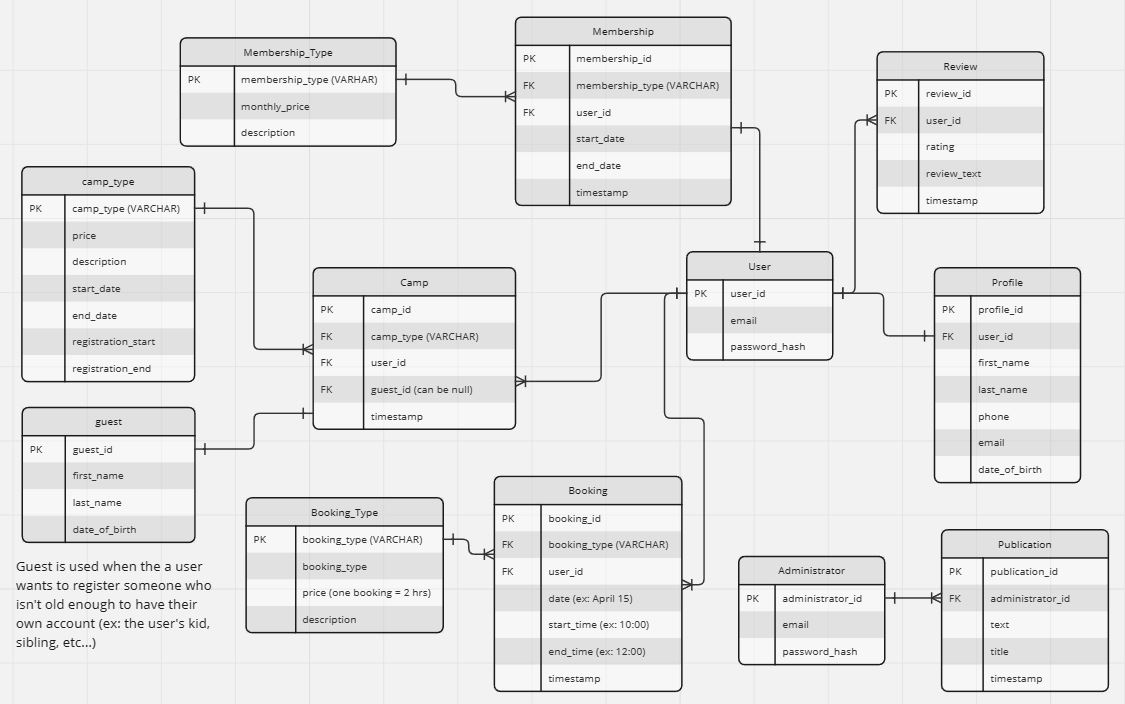 Membership_Type
PK membership_type (VARHAR)
monthly_price
description
Membership
PK membership_id
FK membership_type (VARCHAR)
FK user_id
start_date
end_date
timestamp
Review
PK review_id
FK user_id
rating
review_text
timestamp
camp_type
PK camp_type (VARCHAR)
price
description
start_date
end_date
registration_start
registration_end
Camp
PK camp_id
FK camp_type (VARCHAR)
FK user_id
FK guest_id (can be null)
timestamp
User
PK user_id
email
password_hash
Profile
PK profile_id
FK user_id
first_name
last_name
phone
email
date_of_birth
guest
PK guest_id
first_name
last_name
date_of_birth
Guest is used when the a user
wants to register someone who
isn't old enough to have their
own account (ex: the user's kid,
sibling, etc...)
Booking_Type
PK booking_type (VARCHAR)
booking_type
price (one booking = 2 hrs)
description
Booking
PK booking_id
FK booking_type (VARCHAR)
FK user_id
date (ex: April 15)
start_time (ex: 10:00)
end_time (ex: 12:00)
timestamp
Administrator
PK administrator_id
email
password_hash
Publication
PK publication_id
FK administrator_id
text
title
timestamp